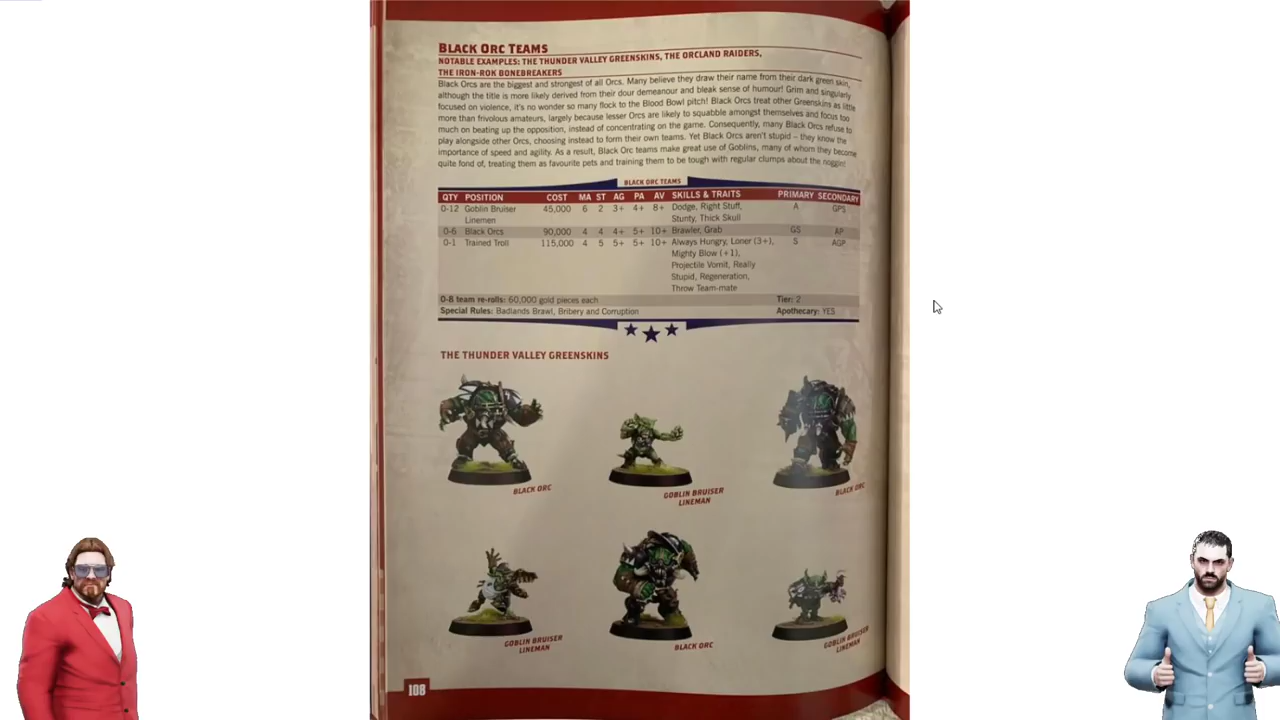 BLACK ORC TEAMS
NOTABLE EXAMPLES: THE THUNDER VALLEY GREENSKINS, THE ORCLAND RAIDERS,
THE IRON-ROK BONEBREAKERS
Black Orcs are the biggest and strongest of all Orcs. Many believe they draw their name from their dark green skin,
although the title is more likely derived from their dour demeanour and bleak sense of humour! Grim and singularly
focused on violence, it's no wonder so many flock to the Blood Bowl pitch! Black Orcs treat other Greenskins as little
more than frivolous amateurs, largely because lesser Orcs are likely to squabble amongst themselves and focus too
much on beating up the opposition, instead of concentrating on the game. Consequently, many Black Orcs refuse to
play alongside other Orcs, choosing instead to form their own teams. Yet Black Orcs aren't stupid – they know the
importance of speed and agility. As a result, Black Orc teams make great use of Goblins, many of whom they become
quite fond of, treating them as favourite pets and training them to be tough with regular clumps about the noggin!
BLACK ORC TEAMS
QTY POSITION COST MA ST AG PA AV SKILLS & TRAITS PRIMARY SECONDARY
0-12 Goblin Bruiser 45,000 6 2 3+ 4+ 8+ Dodge, Right Stuff, A GPS
Linemen Stunty, Thick Skull
0-6 Black Orcs 90,000 4 4 4+ 5+ 10+ Brawler, Grab GS AP
0-1 Trained Troll 115,000 4 5 5+ 5+ 10+ Always Hungry, Loner (3+), S AGP
Mighty Blow (+1),
Projectile Vomit, Really
Stupid, Regeneration,
Throw Team-mate
0-8 team re-rolls: 60,000 gold pieces each Tier: 2
Special Rules: Badlands Brawl, Bribery and Corruption Apothecary: YES
THE THUNDER VALLEY GREENSKINS
BLACK ORC
GOBLIN BRUISER
LINEMAN
BLACK ORC
GOBLIN BRUISER
LINEMAN
BLACK ORC
GOBLIN BRUISER
LINEMAN
108